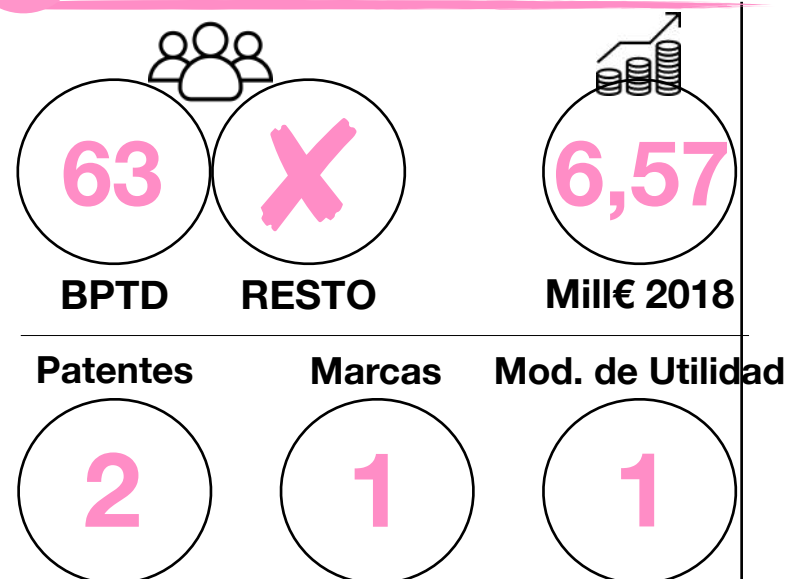 63 6,57
BPTD RESTO Mill€ 2018
Patentes Marcas Mod. de Utilidad
2 1 1